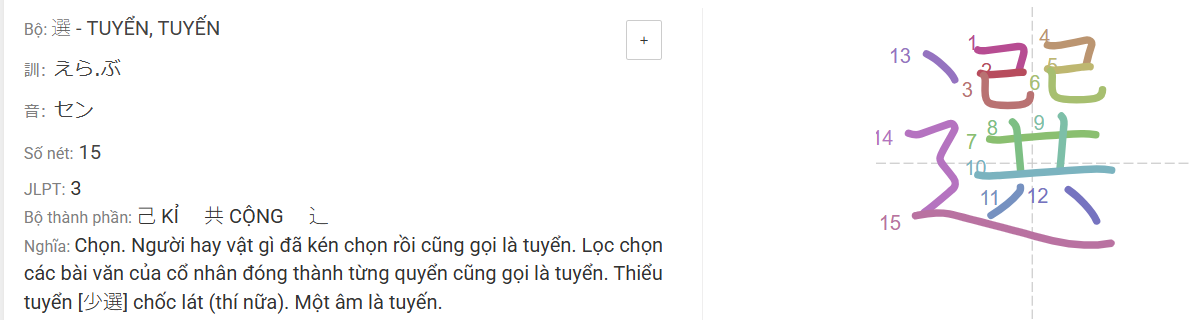 Bộ: 選 - TUYỂN, TUYẾN
+
訓: えら.ぶ
音: セン
Số nét: 15
JLPT: 3
Bộ thành phần: 己 KỈ 共 CỘNG ⻌
Nghĩa: Chọn. Người hay vật gì đã kén chọn rồi cũng gọi là tuyển. Lọc chọn
các bài văn của cổ nhân đóng thành từng quyển cũng gọi là tuyển. Thiểu
tuyển [少選] chốc lát (thí nữa). Một âm là tuyến.
選
1
2
3
4
5
6
7
8
9
10
11
12
13
14
15